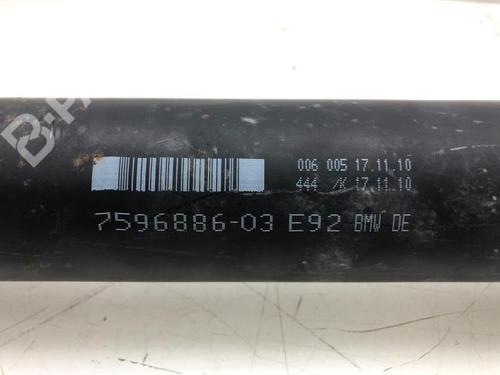 006 005 17.11.10
444 /K 17.11.10
7596886-03 E92 BMW DE